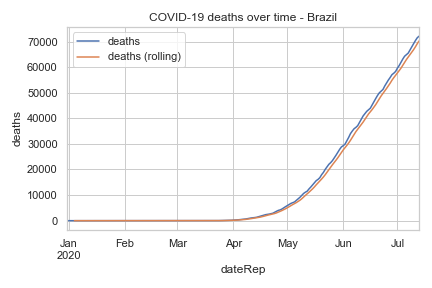 COVID-19 deaths over time - Brazil
deaths
deaths (rolling)
70000
60000
50000
40000
30000
20000
10000
0
deaths
Jan Feb Mar Apr May Jun Jul
2020
dateRep